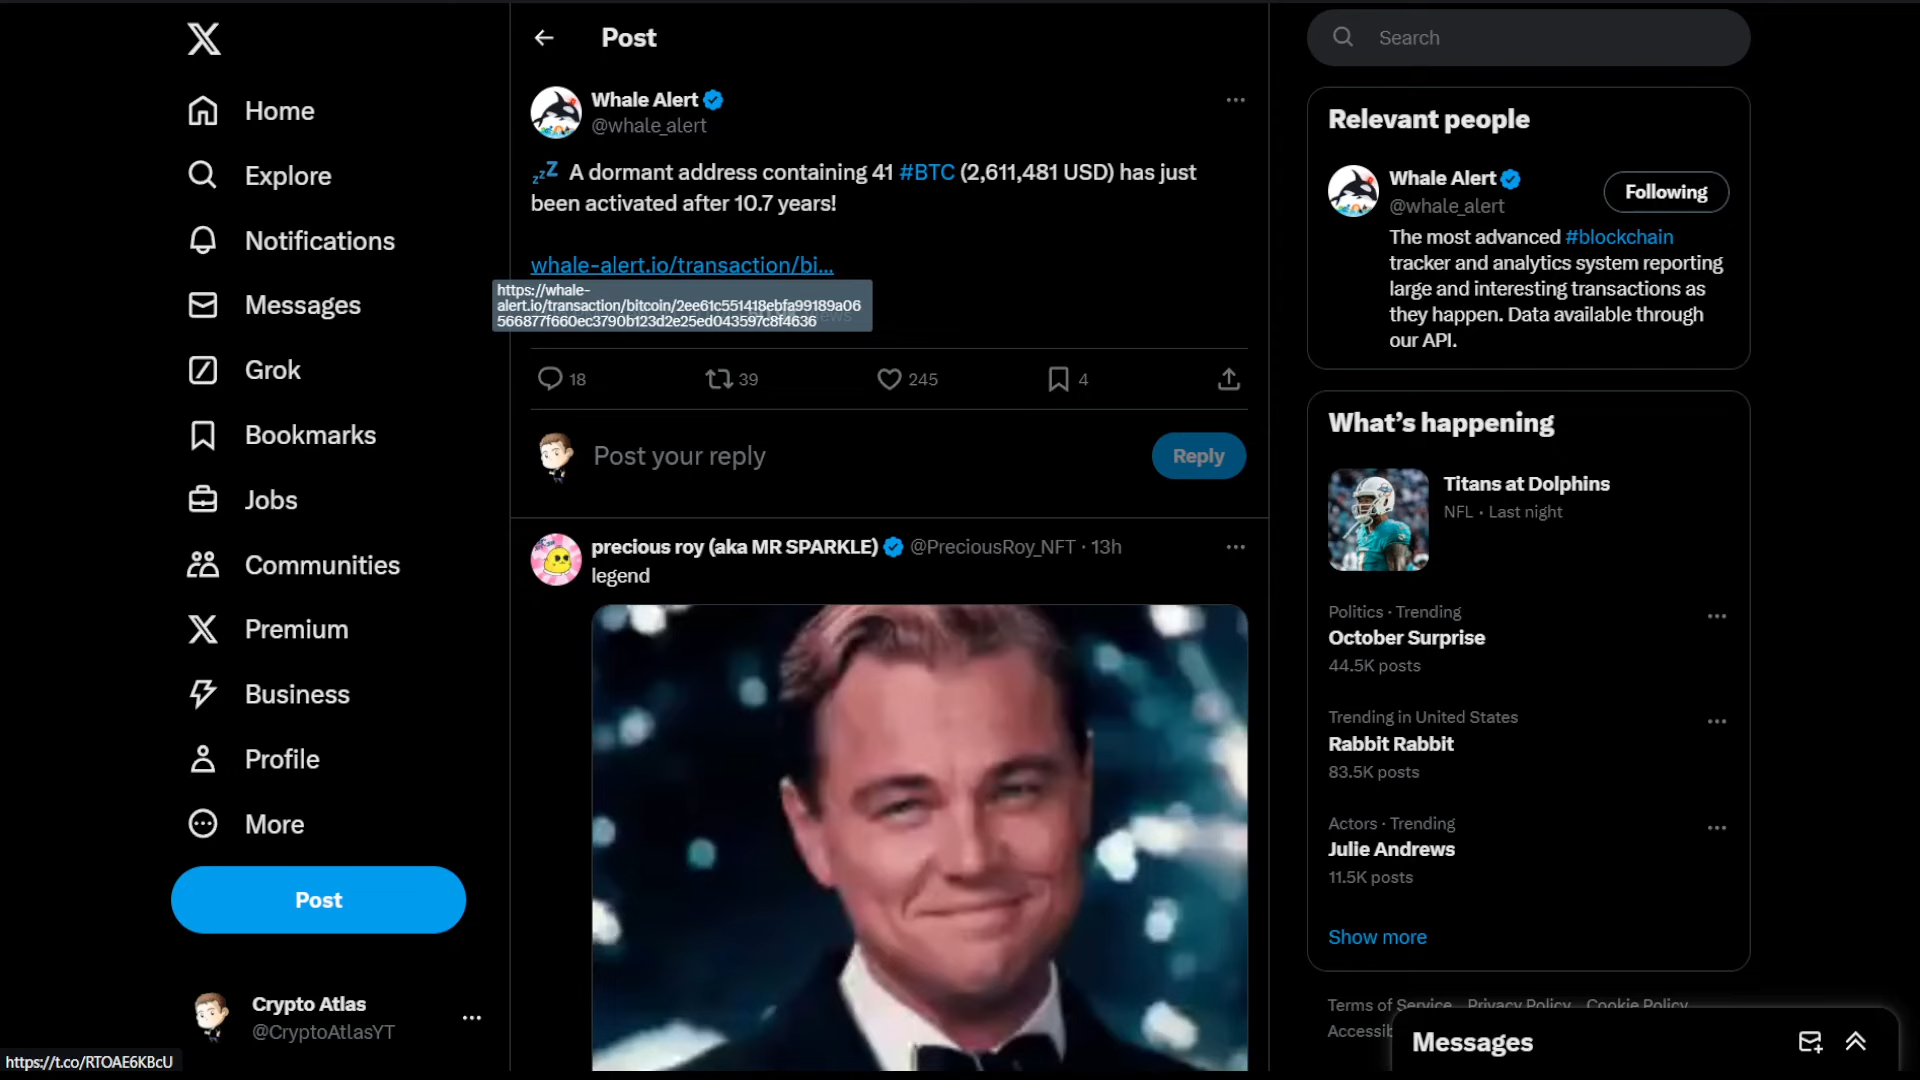 Home
Explore
Notifications
Messages
Grok
Bookmarks
Jobs
Communities
Premium
Business
Profile
More
Post
Crypto Atlas
@CryptoAtlasYT
https://t.co/RTOAE6KBcU
Post
Whale Alert
@whale_alert
zzZ A dormant address containing 41 #BTC (2,611,481 USD) has just
been activated after 10.7 years!
whale-alert.io/transaction/bi...
https://whale-
alert.io/transaction/bitcoin/2ee61c551418ebfa99189a06
566877f660ec3790b123d2e25ed043597c8f4636
18
39
245
4
Post your reply
Reply
precious roy (aka MR SPARKLE) @PreciousRoy_NFT · 13h
legend
Search
Relevant people
Whale Alert
@whale_alert
Following
The most advanced #blockchain
tracker and analytics system reporting
large and interesting transactions as
they happen. Data available through
our API.
What's happening
Titans at Dolphins
NFL · Last night
Politics · Trending
October Surprise
44.5K posts
Trending in United States
Rabbit Rabbit
83.5K posts
Actors · Trending
Julie Andrews
11.5K posts
Show more
Terms of Service Privacy Policy Cookie Policy
Messages